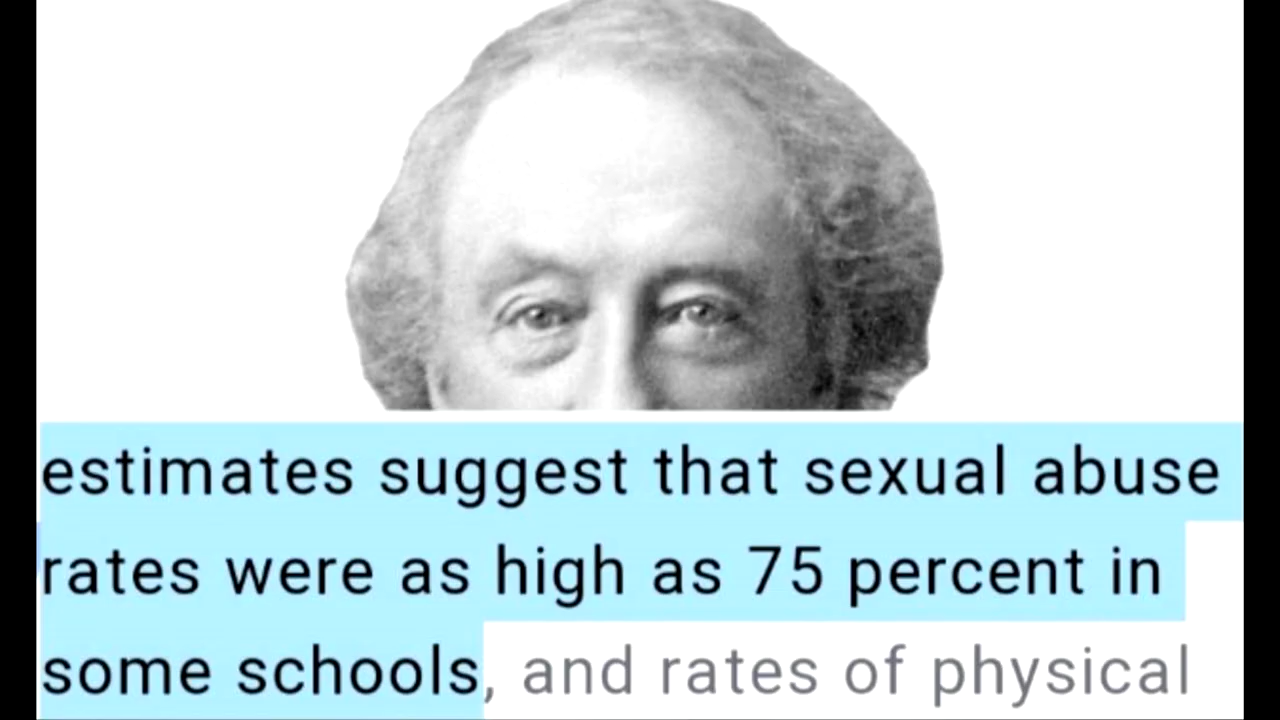 estimates suggest that sexual abuse
rates were as high as 75 percent in
some schools, and rates of physical